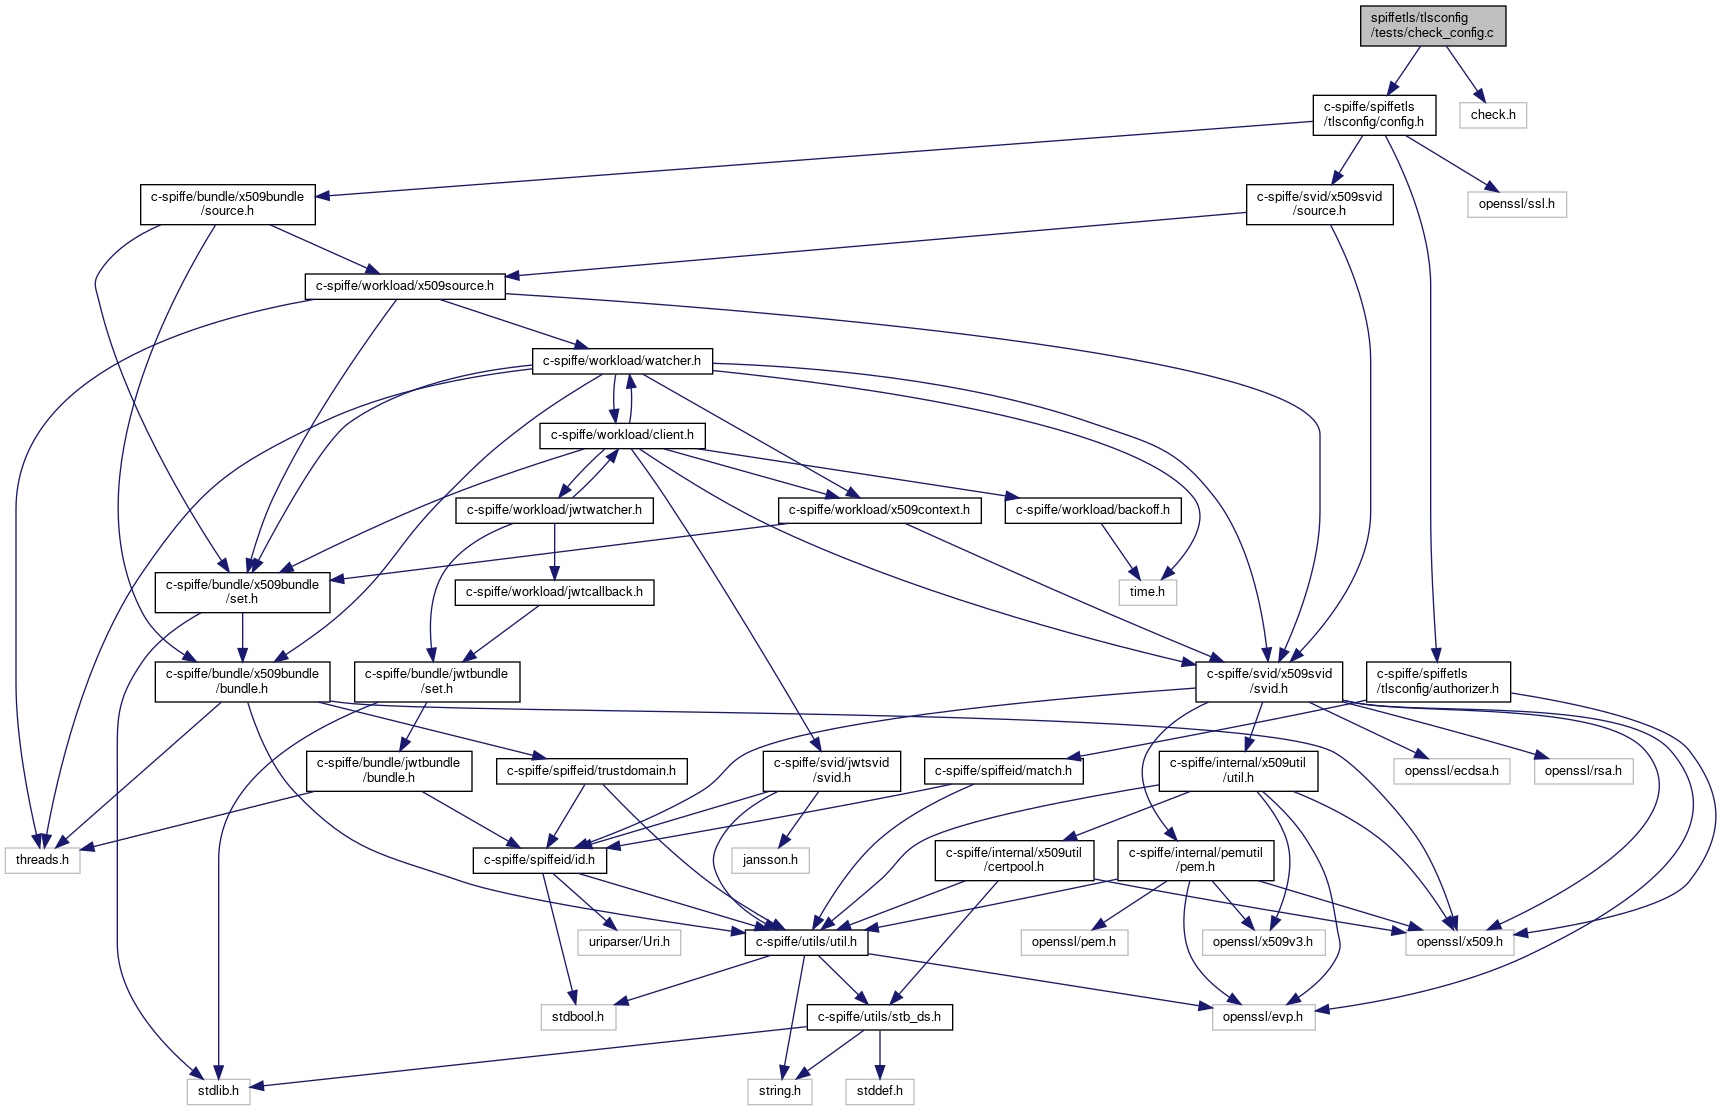 spiffetls/tlsconfig
/tests/check_config.c
c-spiffe/spiffetls
/tlsconfig/config.h
check.h
c-spiffe/bundle/x509bundle
/source.h
c-spiffe/svid/x509svid
/source.h
openssl/ssl.h
c-spiffe/workload/x509source.h
c-spiffe/workload/watcher.h
c-spiffe/workload/client.h
c-spiffe/workload/jwtwatcher.h
c-spiffe/workload/x509context.h
c-spiffe/workload/backoff.h
c-spiffe/bundle/x509bundle
/set.h
c-spiffe/workload/jwtcallback.h
time.h
c-spiffe/bundle/x509bundle
/bundle.h
c-spiffe/bundle/jwtbundle
/set.h
c-spiffe/svid/x509svid
/svid.h
c-spiffe/spiffetls
/tlsconfig/authorizer.h
c-spiffe/bundle/jwtbundle
/bundle.h
c-spiffe/spiffeid/trustdomain.h
c-spiffe/svid/jwtsvid
/svid.h
c-spiffe/spiffeid/match.h
c-spiffe/internal/x509util
/util.h
openssl/ecdsa.h
openssl/rsa.h
threads.h
c-spiffe/spiffeid/id.h
jansson.h
c-spiffe/internal/x509util
/certpool.h
c-spiffe/internal/pemutil
/pem.h
uriparser/Uri.h
c-spiffe/utils/util.h
openssl/pem.h
openssl/x509v3.h
openssl/x509.h
stdbool.h
c-spiffe/utils/stb_ds.h
openssl/evp.h
stdlib.h
string.h
stddef.h